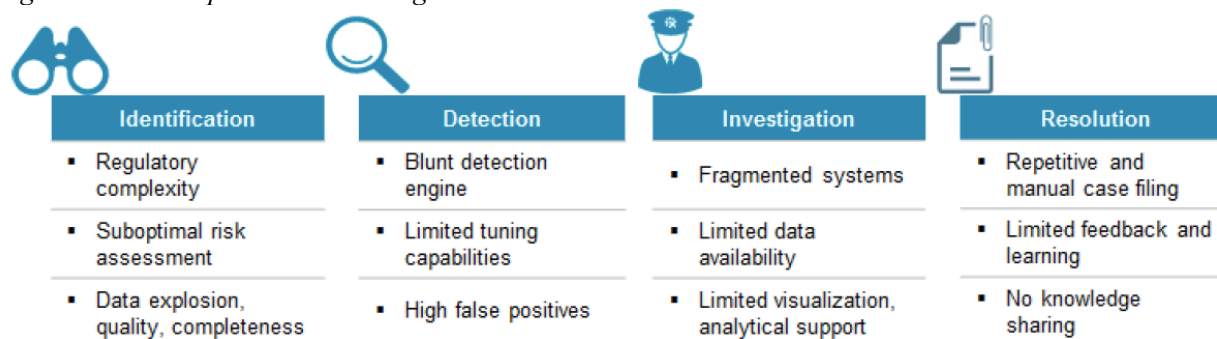 Identification
▪ Regulatory
complexity
▪ Suboptimal risk
assessment
▪ Data explosion,
quality, completeness
Detection
▪ Blunt detection
engine
▪ Limited tuning
capabilities
▪ High false positives
Investigation
▪ Fragmented systems
▪ Limited data
availability
▪ Limited visualization,
analytical support
Resolution
▪ Repetitive and
manual case filing
▪ Limited feedback and
learning
▪ No knowledge
sharing